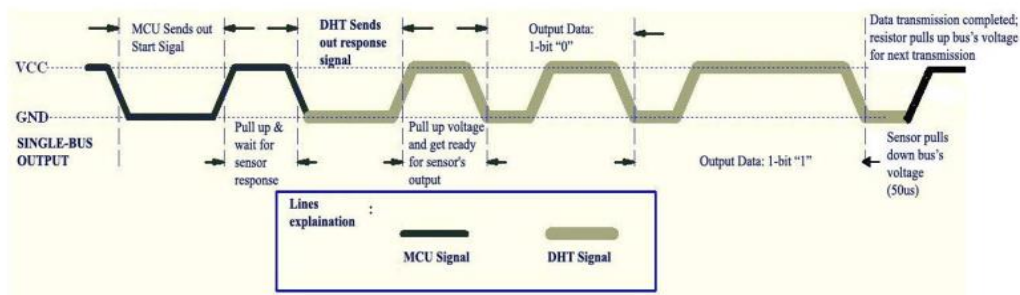 MCU Sends out
Start Sigal
DHT Sends
out response
signal
Output Data:
1-bit “0”
Data transmission completed;
resistor pulls up bus’s voltage
for next transmission
VCC
GND
SINGLE-BUS
OUTPUT
Pull up &
wait for
sensor
response
Pull up voltage
and get ready
for sensor's
output
Output Data: 1-bit “1”
Sensor pulls
down bus’s
voltage
(50us)
Lines
explaination :
MCU Signal
DHT Signal